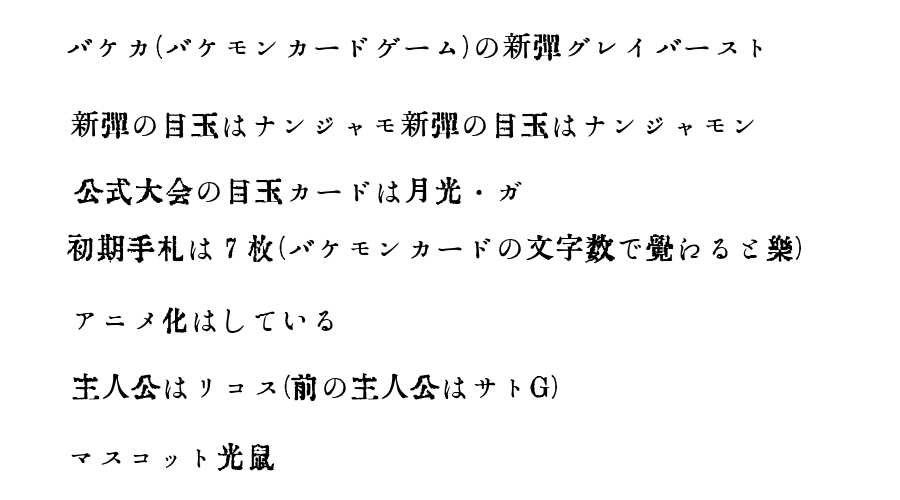 バケカ(バケモンカードゲーム)の新彈グレイバースト
新彈の目玉はナンジャモ新彈の目玉はナンジャモン
公式大会の目玉カードは月光・ガ
初期手札は7枚(バケモンカードの文字数で覺わると樂)
アニメ化はしている
主人公はリコス(前の主人公はサトG)
マスコット光鼠